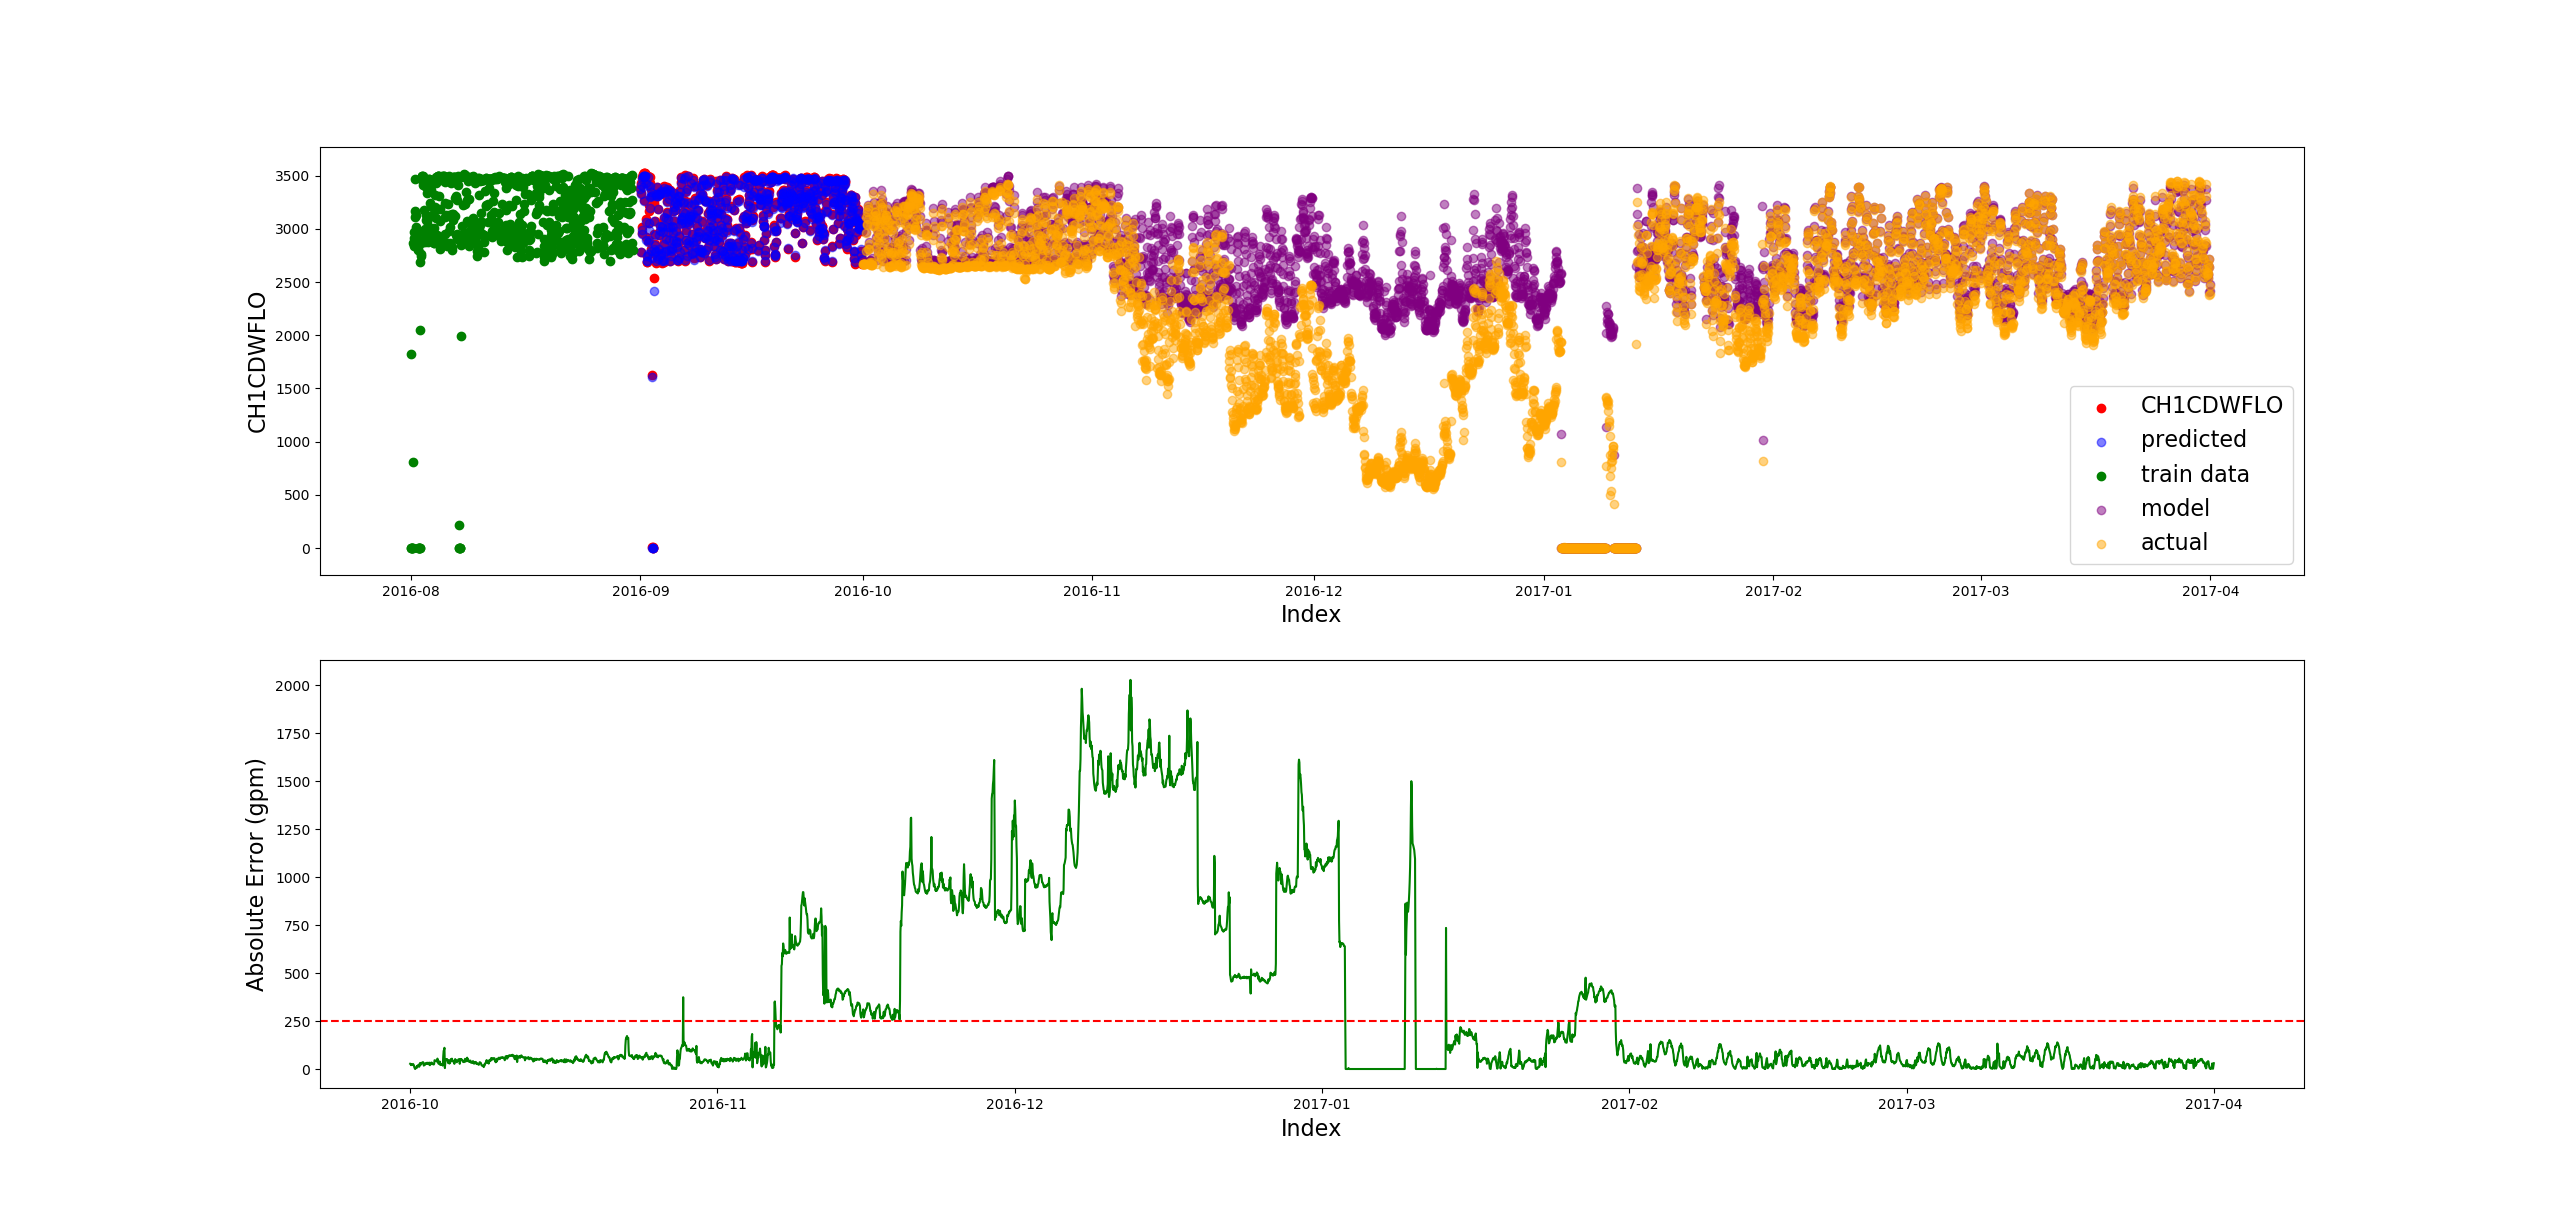 CH1CDWFLO
3500
3000
2500
2000
1500
1000
500
0
CH1CDWFLO
predicted
train data
model
actual
2016-08 2016-09 2016-10 2016-11 2016-12 2017-01 2017-02 2017-03 2017-04
Index
Absolute Error (gpm)
2000
1750
1500
1250
1000
750
500
250
0
2016-10 2016-11 2016-12 2017-01 2017-02 2017-03 2017-04
Index